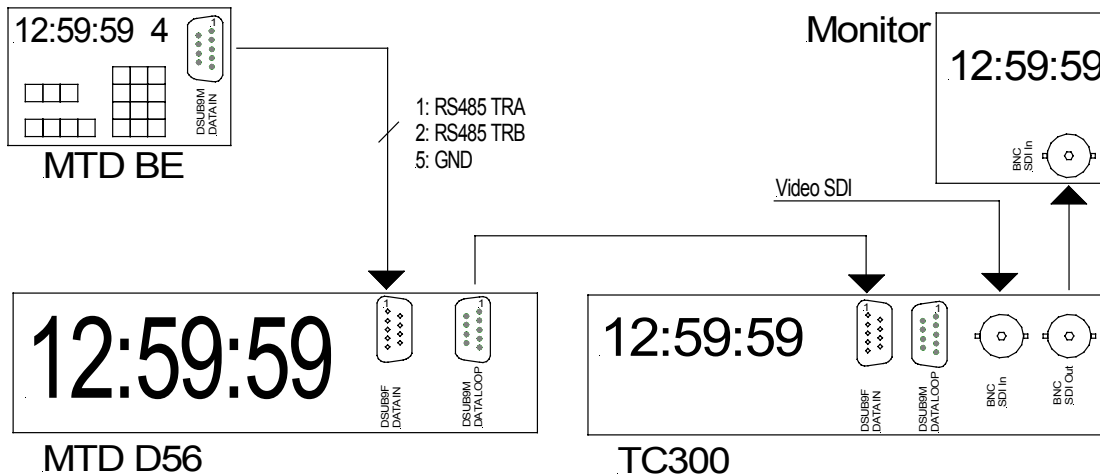 12:59:59 4
1
DSUB9M
DATA IN
MTD BE
1: RS485 TRA
2: RS485 TRB
5: GND
Monitor
12:59:59
BNC
SDI In
Video SDI
12:59:59
1
DSUB9F
DATA IN
1
DSUB9M
DATA LOOP
MTD D56
12:59:59
1
DSUB9F
DATA IN
1
DSUB9M
DATA LOOP
BNC
SDI In
BNC
SDI Out
TC300